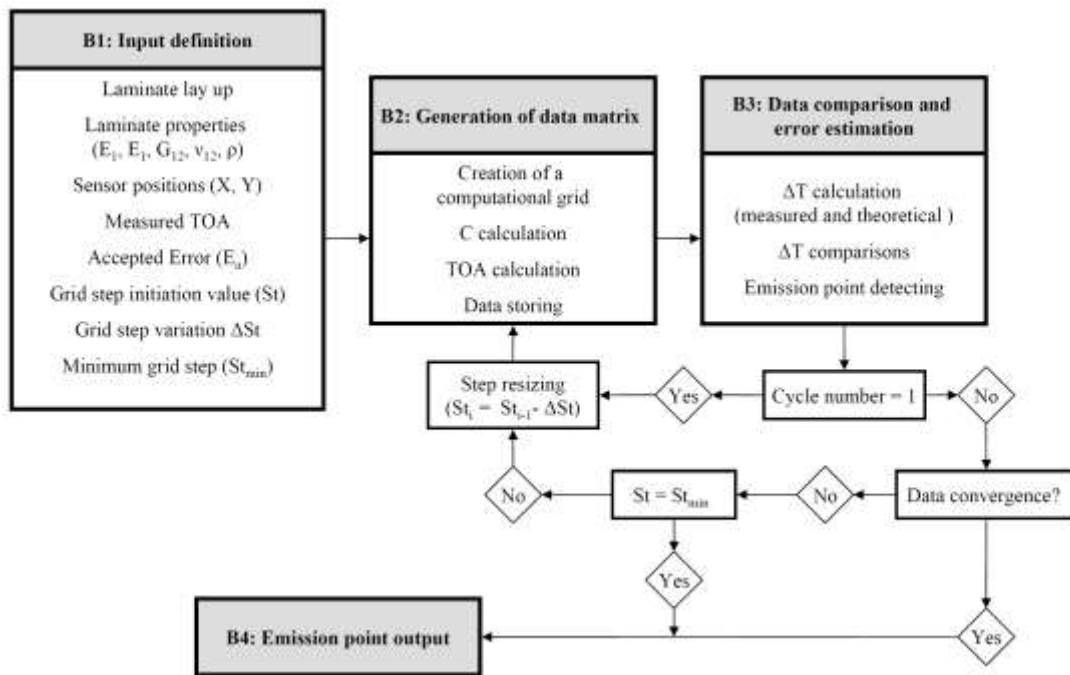 B1: Input definition
Laminate lay up
Laminate properties
(E₁, E₁, G₁₂, ν₁₂, ρ)
Sensor positions (X, Y)
Measured TOA
Accepted Error (Eₐ)
Grid step initiation value (St)
Grid step variation ΔSt
Minimum grid step (Stₘᵢₙ)
B2: Generation of data matrix
Creation of a
computational grid
C calculation
TOA calculation
Data storing
B3: Data comparison and
error estimation
ΔT calculation
(measured and theoretical )
ΔT comparisons
Emission point detecting
Step resizing
(Stᵢ = Stᵢ₋₁- ΔSt)
Yes
Cycle number = 1
No
No
St = Stₘᵢₙ
No
Data convergence?
Yes
Yes
B4: Emission point output